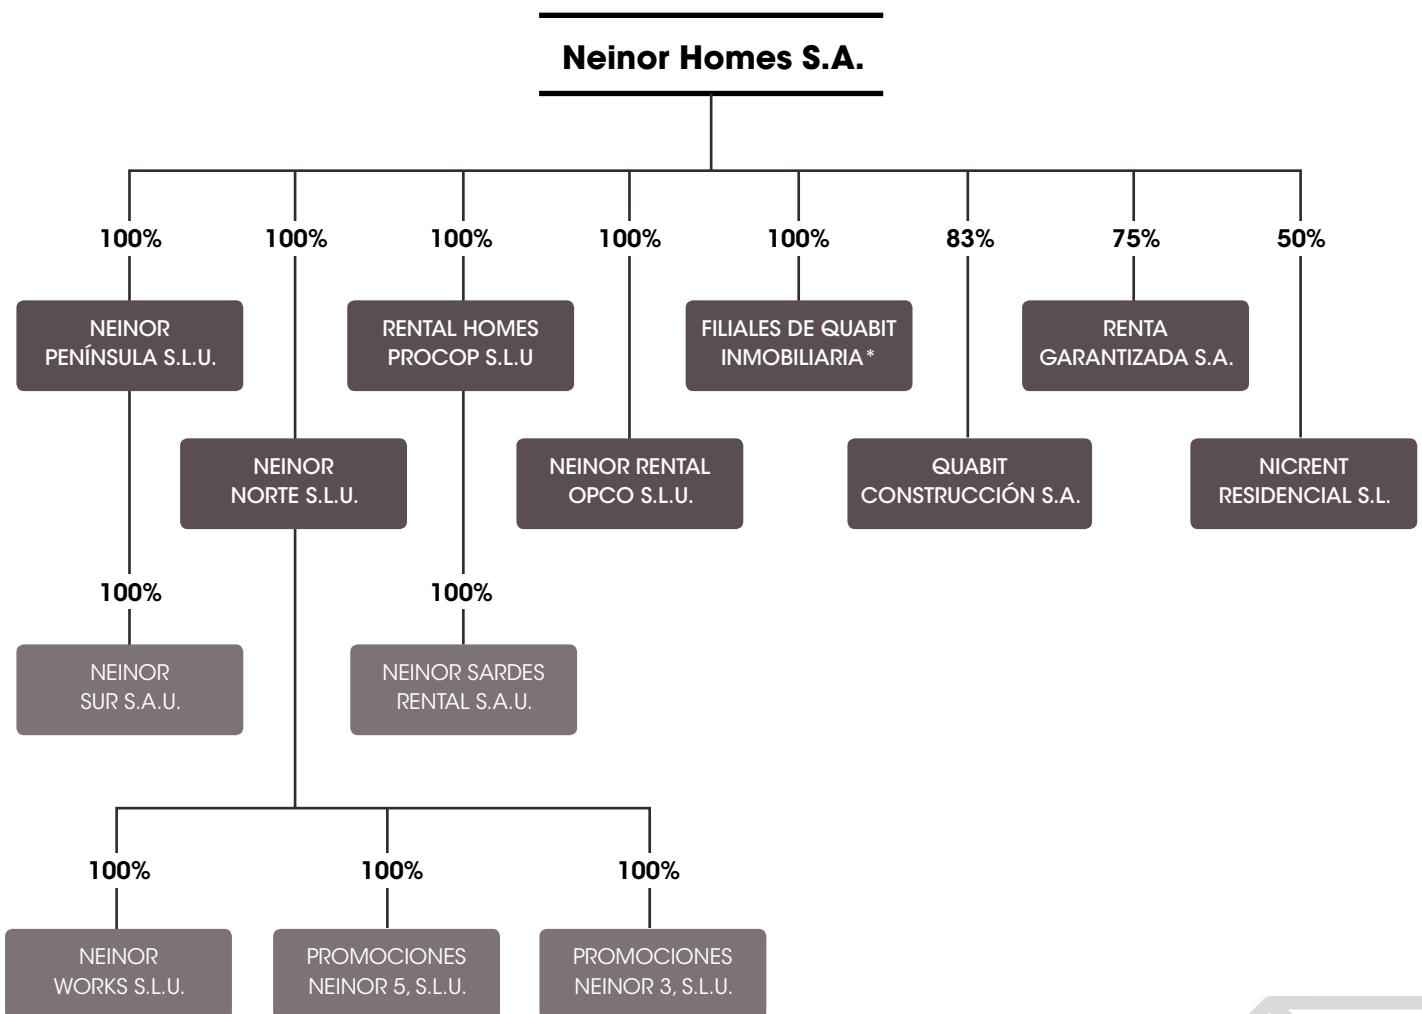 Neinor Homes S.A.
100%
100%
100%
100%
100%
83%
75%
50%
NEINOR
PENÍNSULA S.L.U.
RENTAL HOMES
PROCOP S.L.U
FILIALES DE QUABIT
INMOBILIARIA*
RENTA
GARANTIZADA S.A.
NEINOR
NORTE S.L.U.
NEINOR RENTAL
OPCO S.L.U.
QUABIT
CONSTRUCCIÓN S.A.
NICRENT
RESIDENCIAL S.L.
100%
100%
NEINOR
SUR S.A.U.
NEINOR SARDES
RENTAL S.A.U.
100%
100%
100%
NEINOR
WORKS S.L.U.
PROMOCIONES
NEINOR 5, S.L.U.
PROMOCIONES
NEINOR 3, S.L.U.